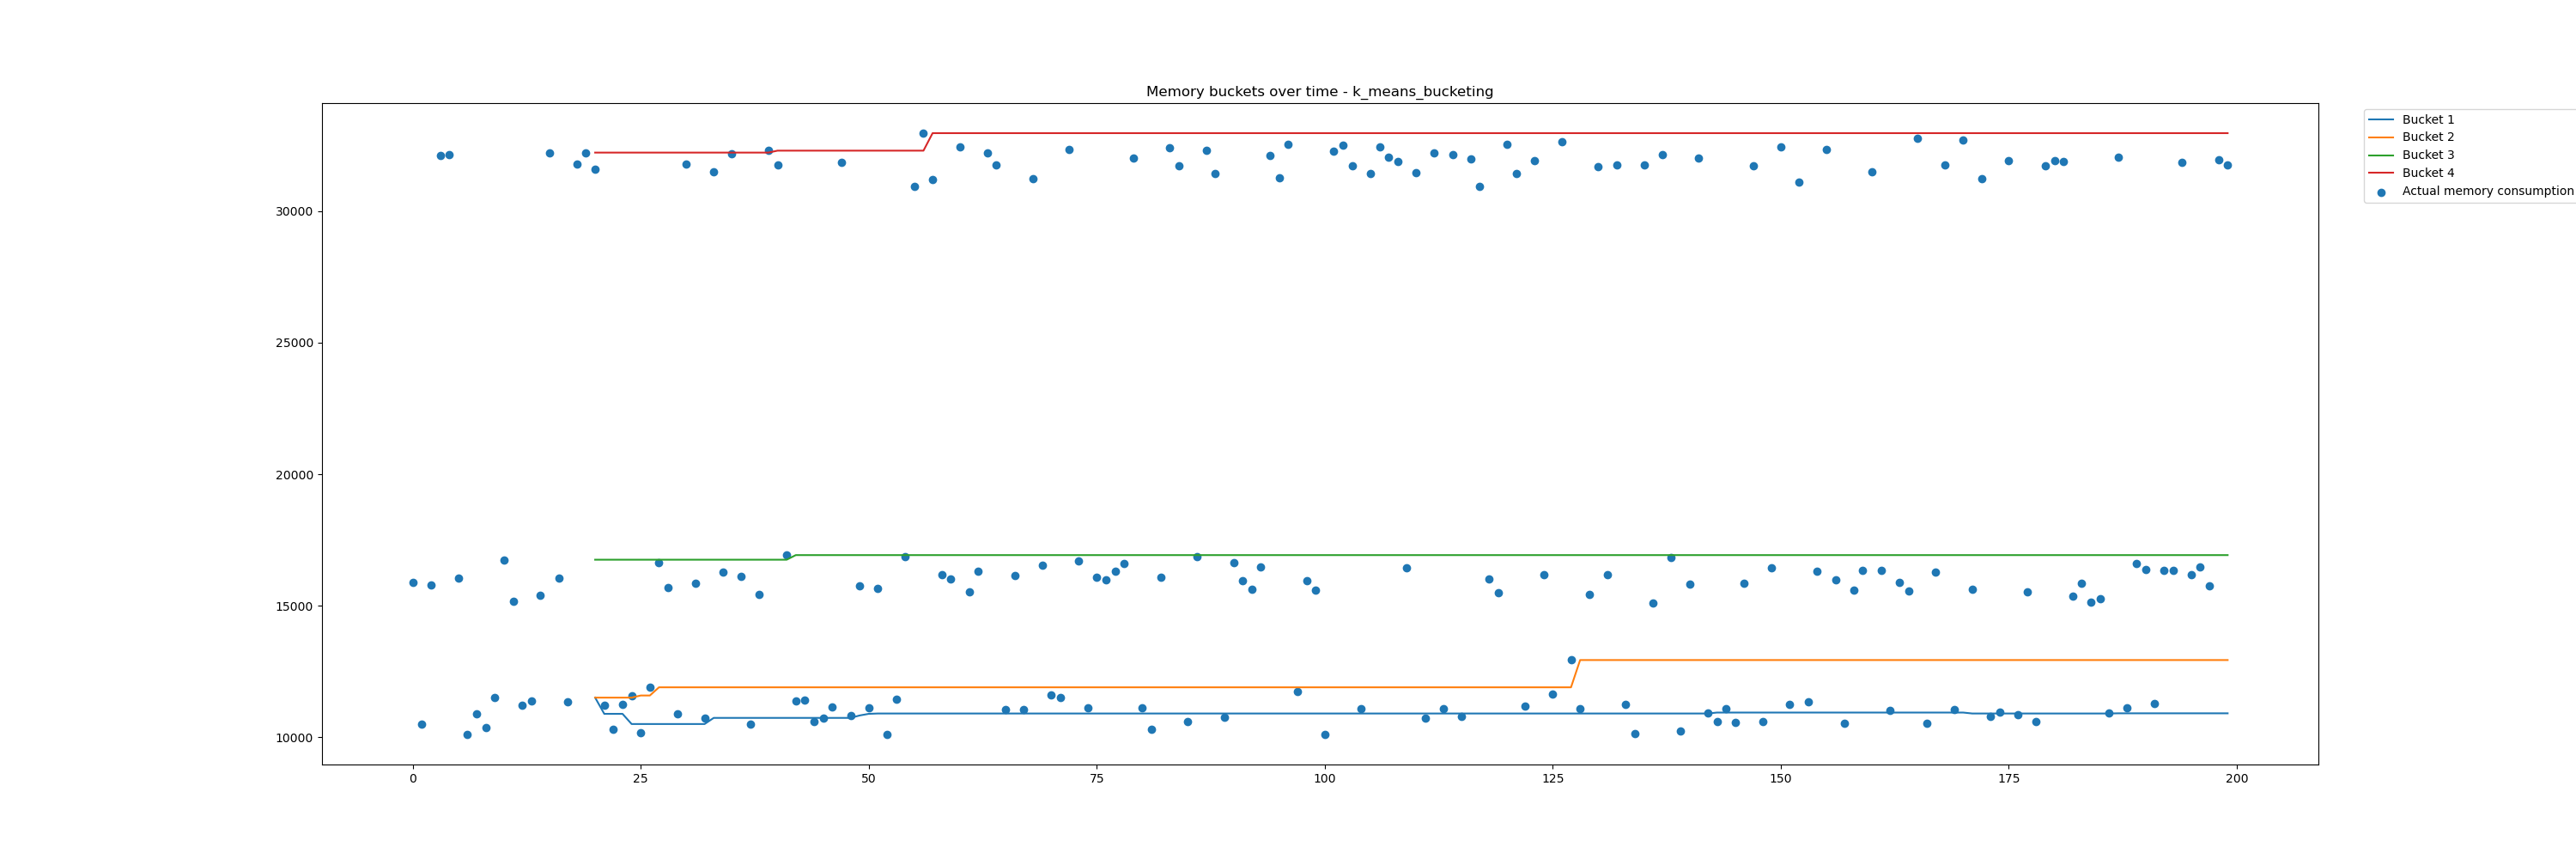 Memory buckets over time - k_means_bucketing
Bucket 1
Bucket 2
Bucket 3
Bucket 4
Actual memory consumption
30000
25000
20000
15000
10000
0 25 50 75 100 125 150 175 200